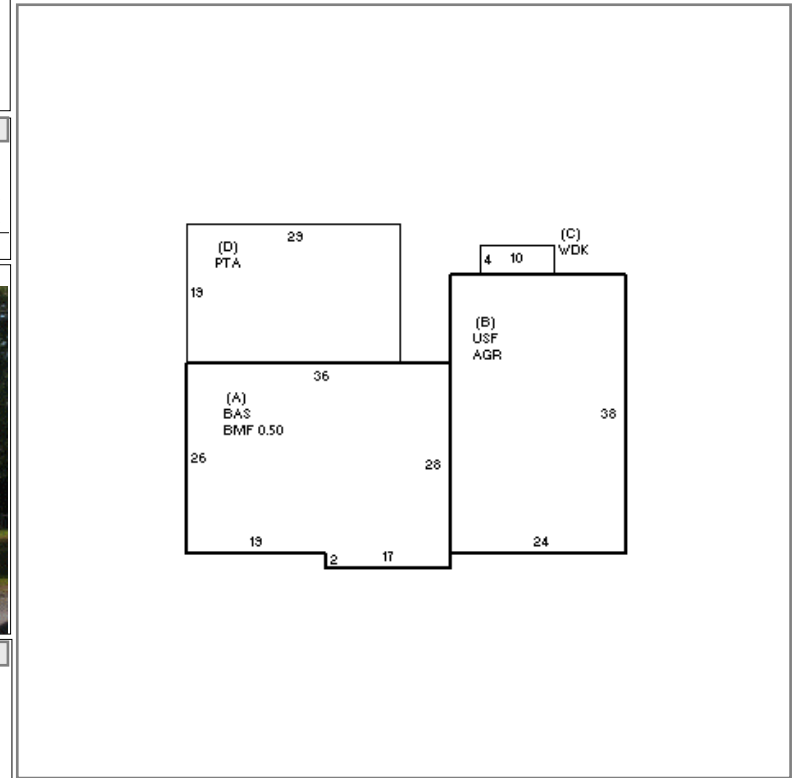 29
(D)
PTA
19
(C)
WDK
4 10
(B)
USF
AGR
36
(A)
BAS
BMF 0.50
38
26
28
19
2
17
24